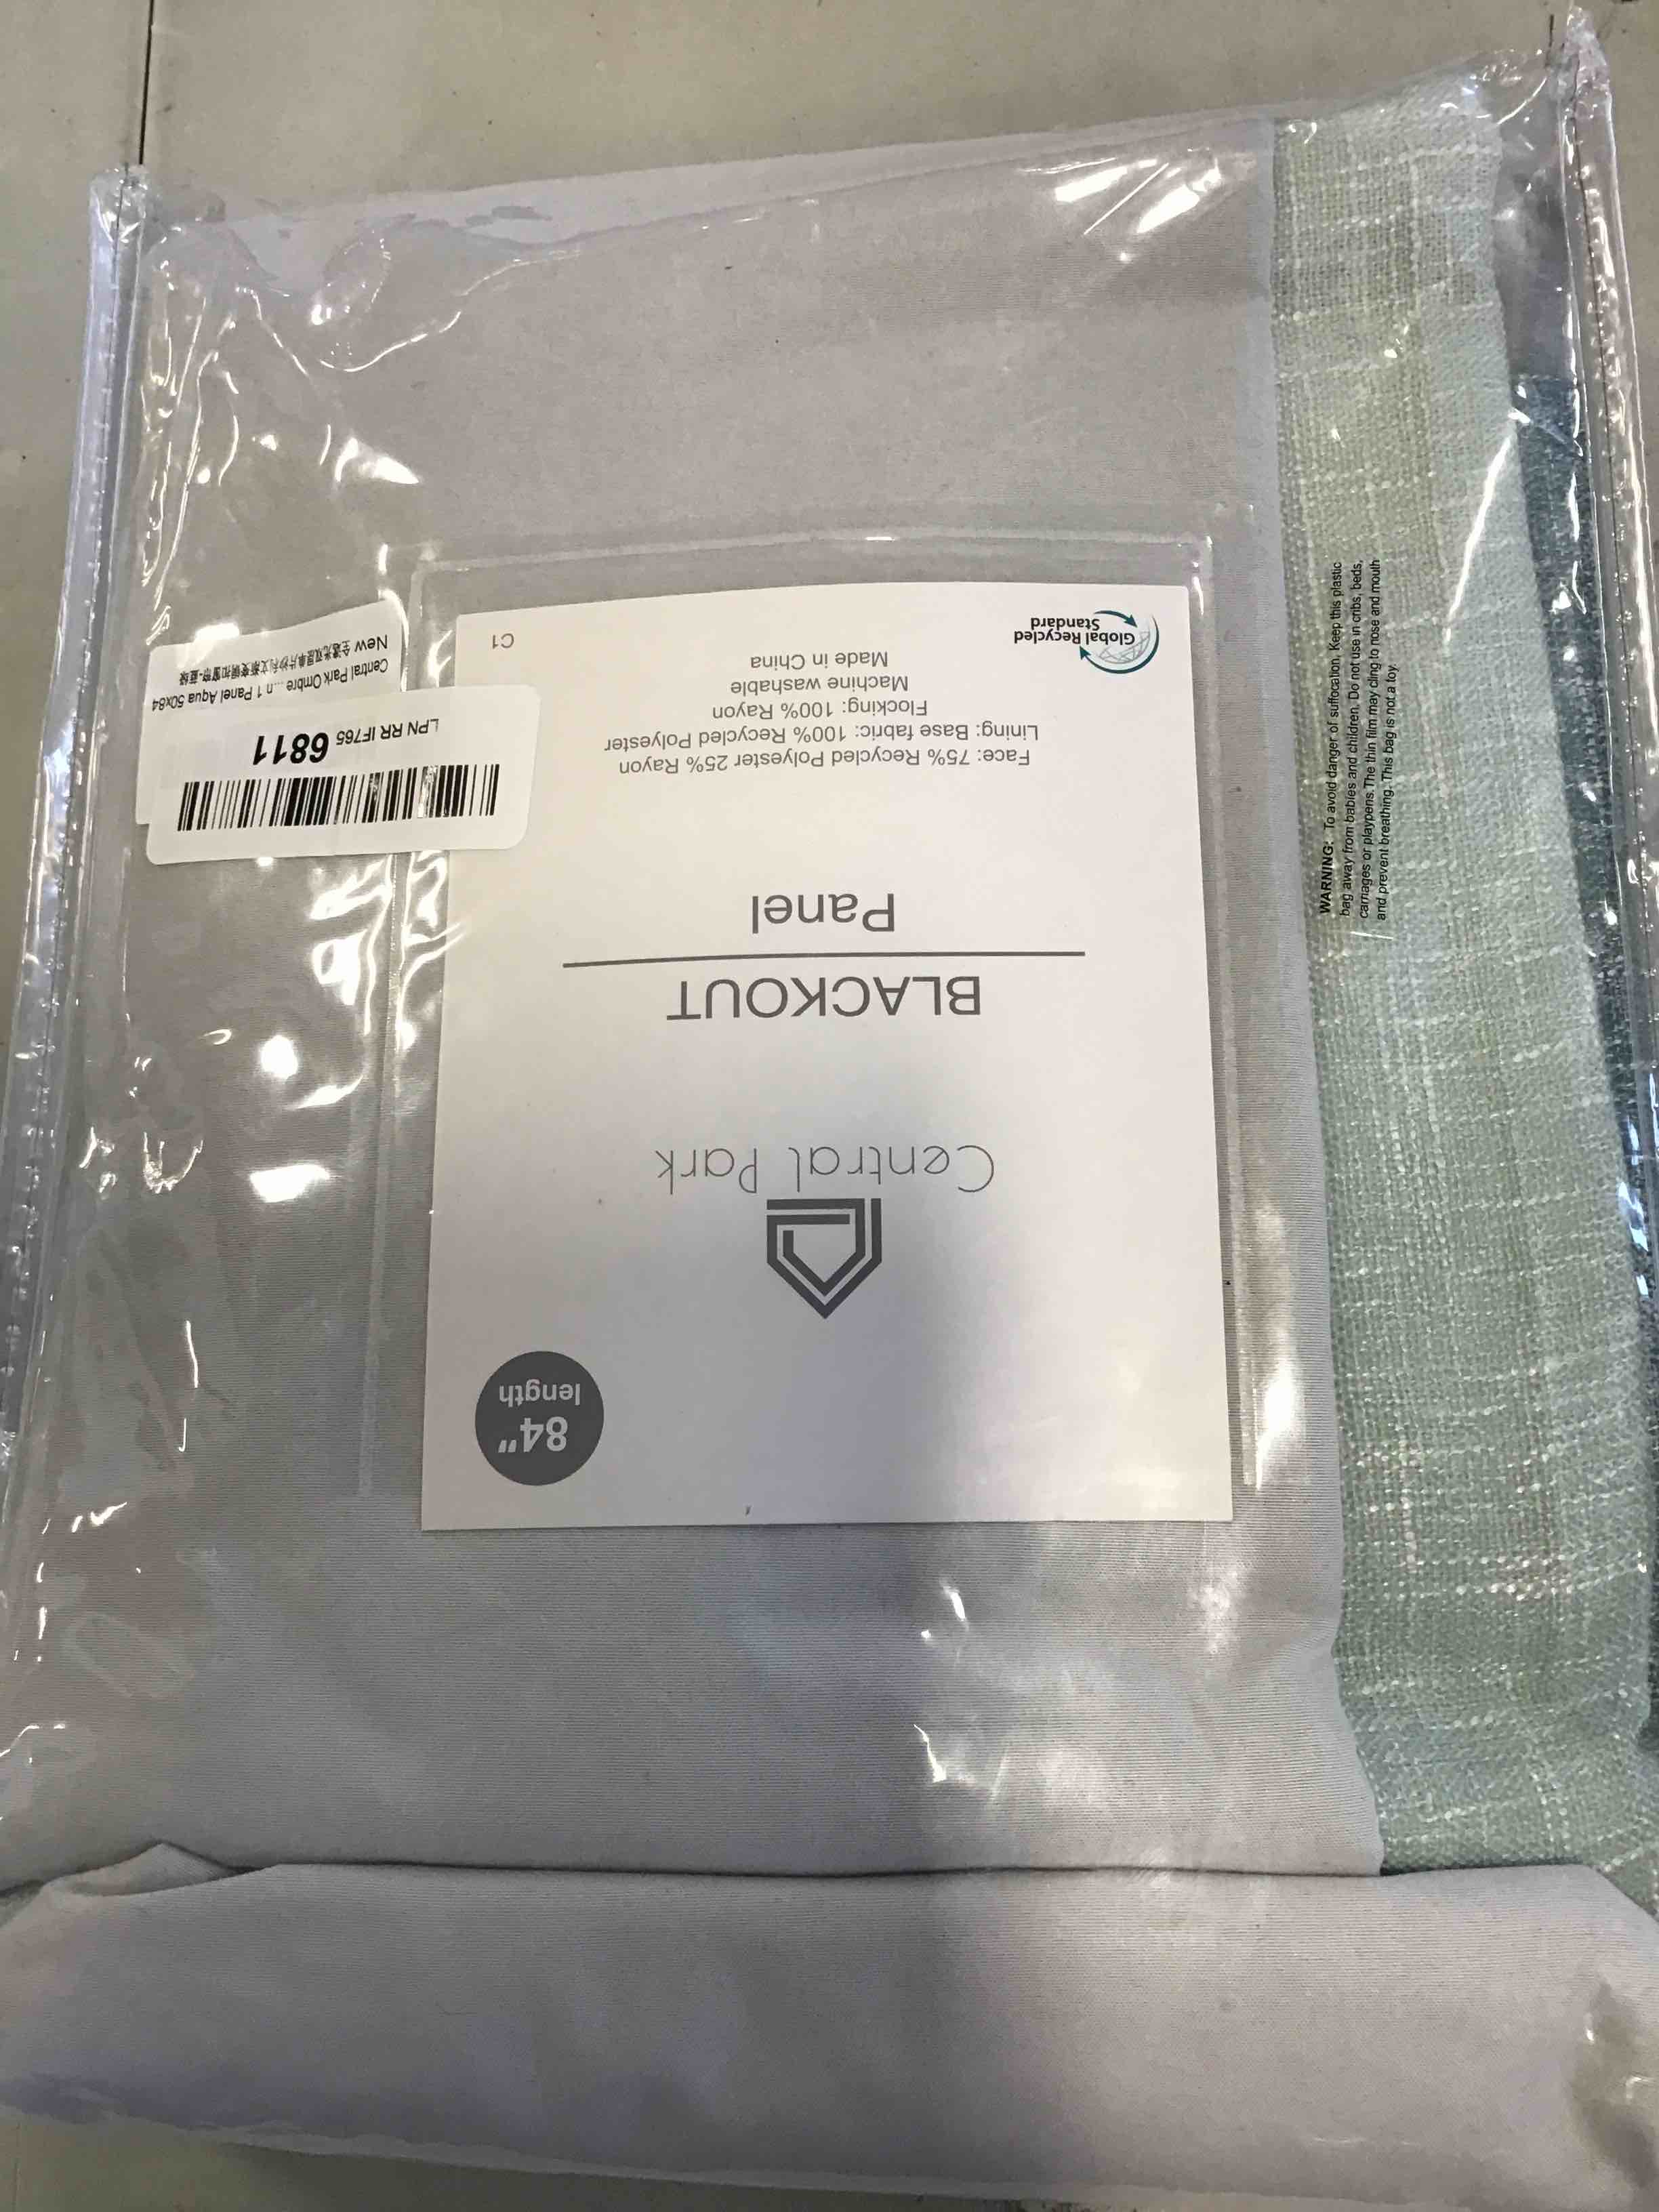 84"
length
Central Park
BLACKOUT
Panel
Face: 75% Recycled Polyester 25% Rayon
Lining: Base fabric: 100% Recycled Polyester
Flocking: 100% Rayon
Machine washable
Made in China
Global Recycled
Standard
C1
LPN RR IF765 6811
Central Park Ombre ...n 1 Panel Aqua 50x84
New
WARNING: To avoid danger of suffocation, Keep this plastic
bag away from babies and children. Do not use in cribs, beds,
carriages or playpens. The thin film may cling to nose and mouth
and prevent breathing. This bag is not a toy.